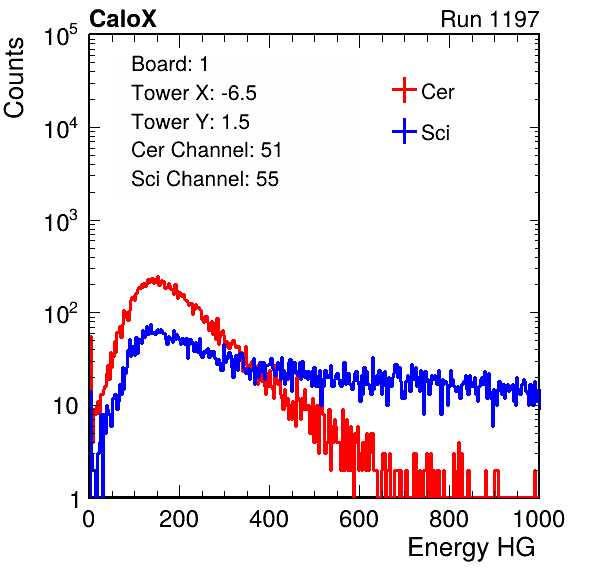 CaloX Run 1197
Counts
10^5
10^4
10^3
10^2
10
1
Board: 1
Tower X: -6.5
Tower Y: 1.5
Cer Channel: 51
Sci Channel: 55
Cer
Sci
0 200 400 600 800 1000
Energy HG